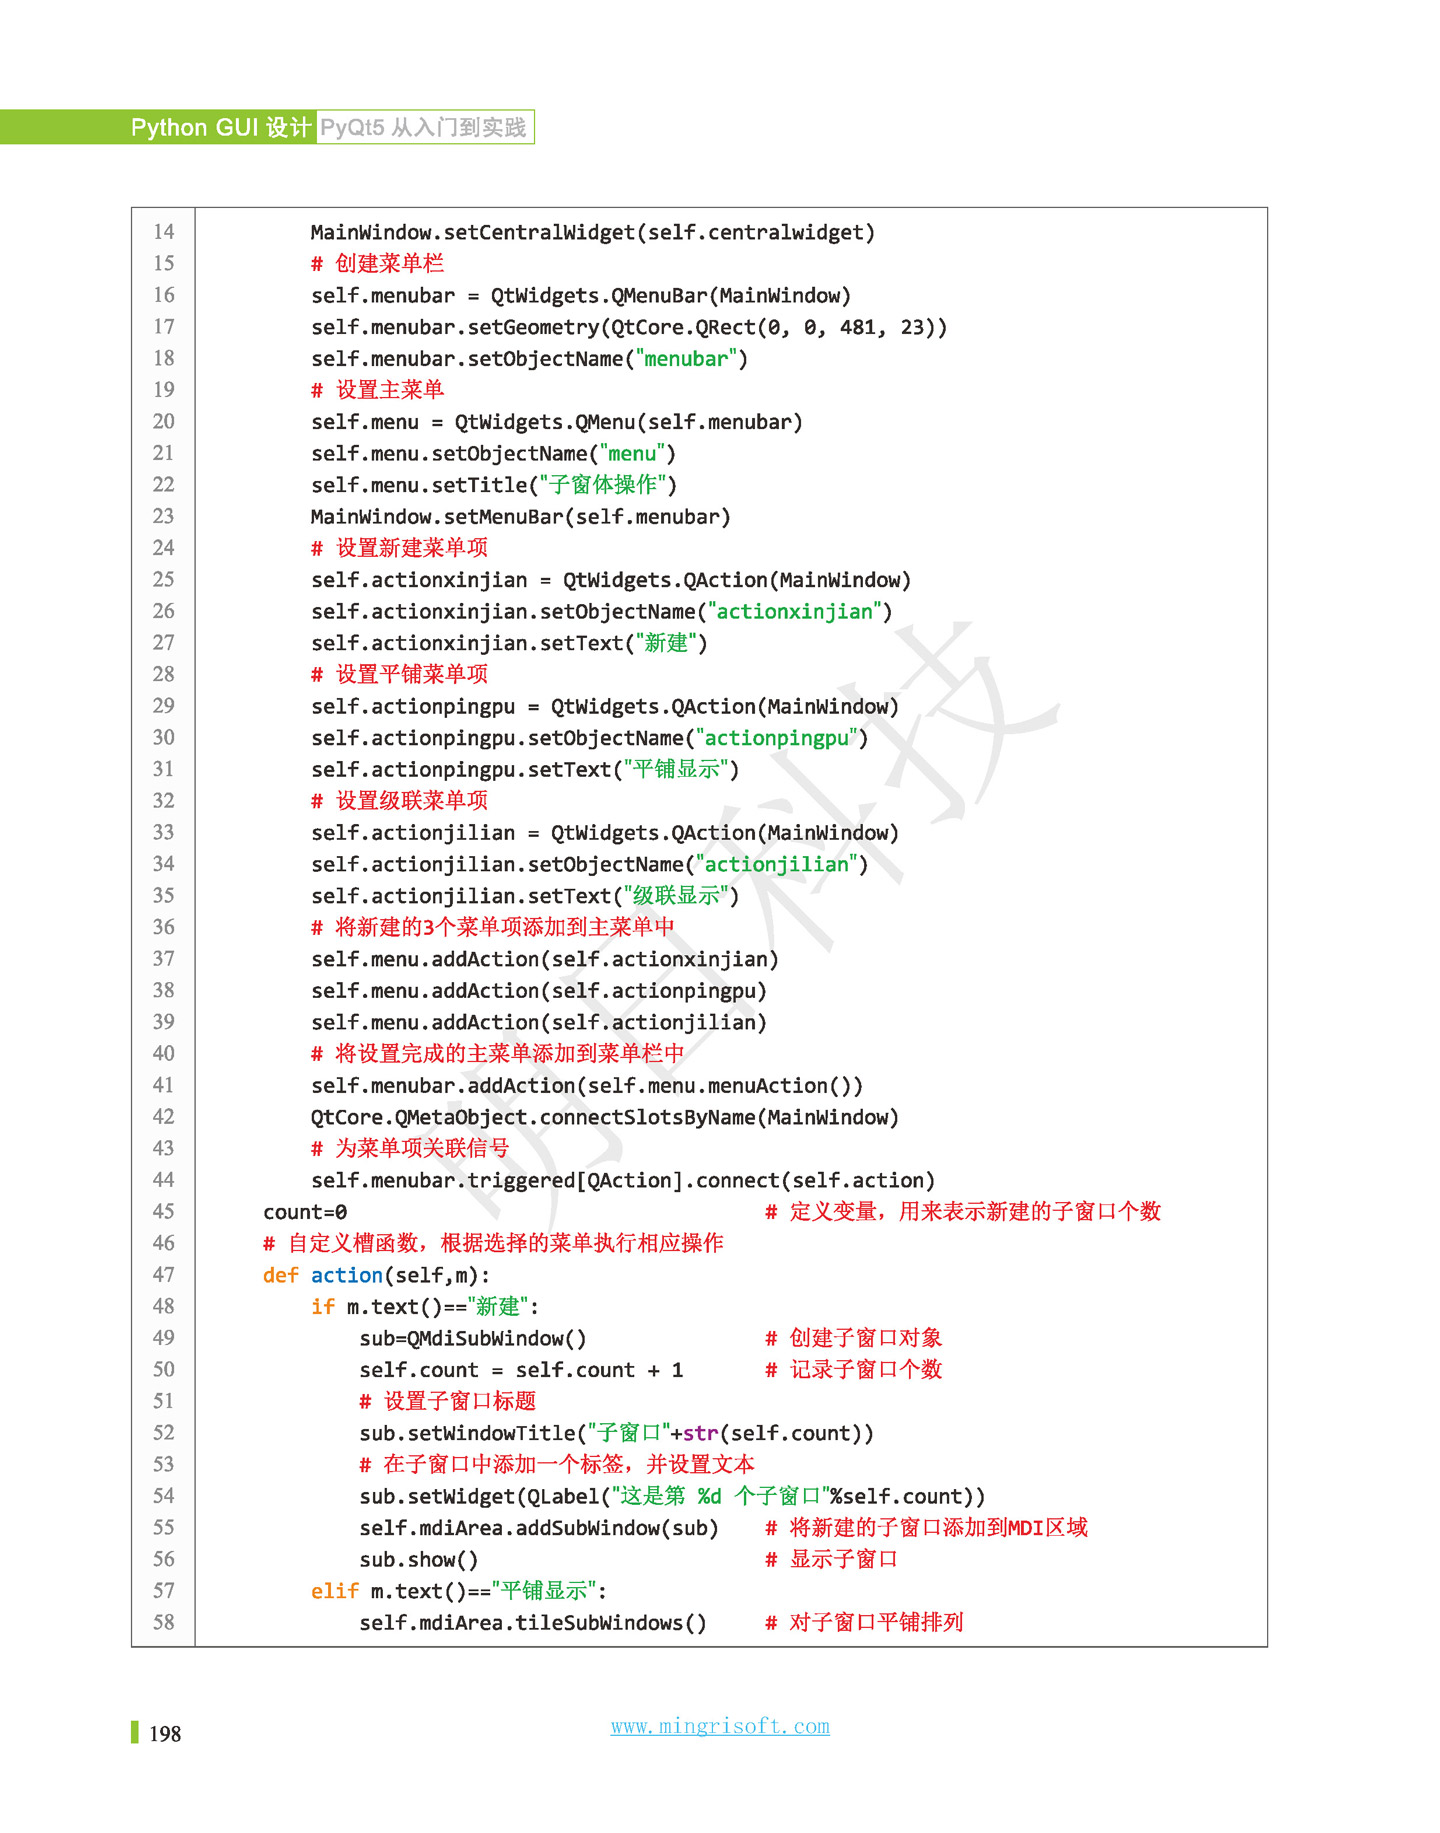 Python GUI 设计 PyQt5 从入门到实践
14         MainWindow.setCentralWidget(self.centralwidget)
15         # 创建菜单栏
16         self.menubar = QtWidgets.QMenuBar(MainWindow)
17         self.menubar.setGeometry(QtCore.QRect(0, 0, 481, 23))
18         self.menubar.setObjectName("menubar")
19         # 设置主菜单
20         self.menu = QtWidgets.QMenu(self.menubar)
21         self.menu.setObjectName("menu")
22         self.menu.setTitle("子窗体操作")
23         MainWindow.setMenuBar(self.menubar)
24         # 设置新建菜单项
25         self.actionxinjian = QtWidgets.QAction(MainWindow)
26         self.actionxinjian.setObjectName("actionxinjian")
27         self.actionxinjian.setText("新建")
28         # 设置平铺菜单项
29         self.actionpingpu = QtWidgets.QAction(MainWindow)
30         self.actionpingpu.setObjectName("actionpingpu")
31         self.actionpingpu.setText("平铺显示")
32         # 设置级联菜单项
33         self.actionjilian = QtWidgets.QAction(MainWindow)
34         self.actionjilian.setObjectName("actionjilian")
35         self.actionjilian.setText("级联显示")
36         # 将新建的3个菜单项添加到主菜单中
37         self.menu.addAction(self.actionxinjian)
38         self.menu.addAction(self.actionpingpu)
39         self.menu.addAction(self.actionjilian)
40         # 将设置完成的主菜单添加到菜单栏中
41         self.menubar.addAction(self.menu.menuAction())
42         QtCore.QMetaObject.connectSlotsByName(MainWindow)
43         # 为菜单项关联信号
44         self.menubar.triggered[QAction].connect(self.action)
45     count=0                                   # 定义变量，用来表示新建的子窗口个数
46     # 自定义槽函数，根据选择的菜单执行相应操作
47     def action(self,m):
48         if m.text()=="新建":
49             sub=QMdiSubWindow()               # 创建子窗口对象
50             self.count = self.count + 1       # 记录子窗口个数
51             # 设置子窗口标题
52             sub.setWindowTitle("子窗口"+str(self.count))
53             # 在子窗口中添加一个标签，并设置文本
54             sub.setWidget(QLabel("这是第 %d 个子窗口"%self.count))
55             self.mdiArea.addSubWindow(sub)    # 将新建的子窗口添加到MDI区域
56             sub.show()                        # 显示子窗口
57         elif m.text()=="平铺显示":
58             self.mdiArea.tileSubWindows()     # 对子窗口平铺排列
明日科技
198
www.mingrisoft.com